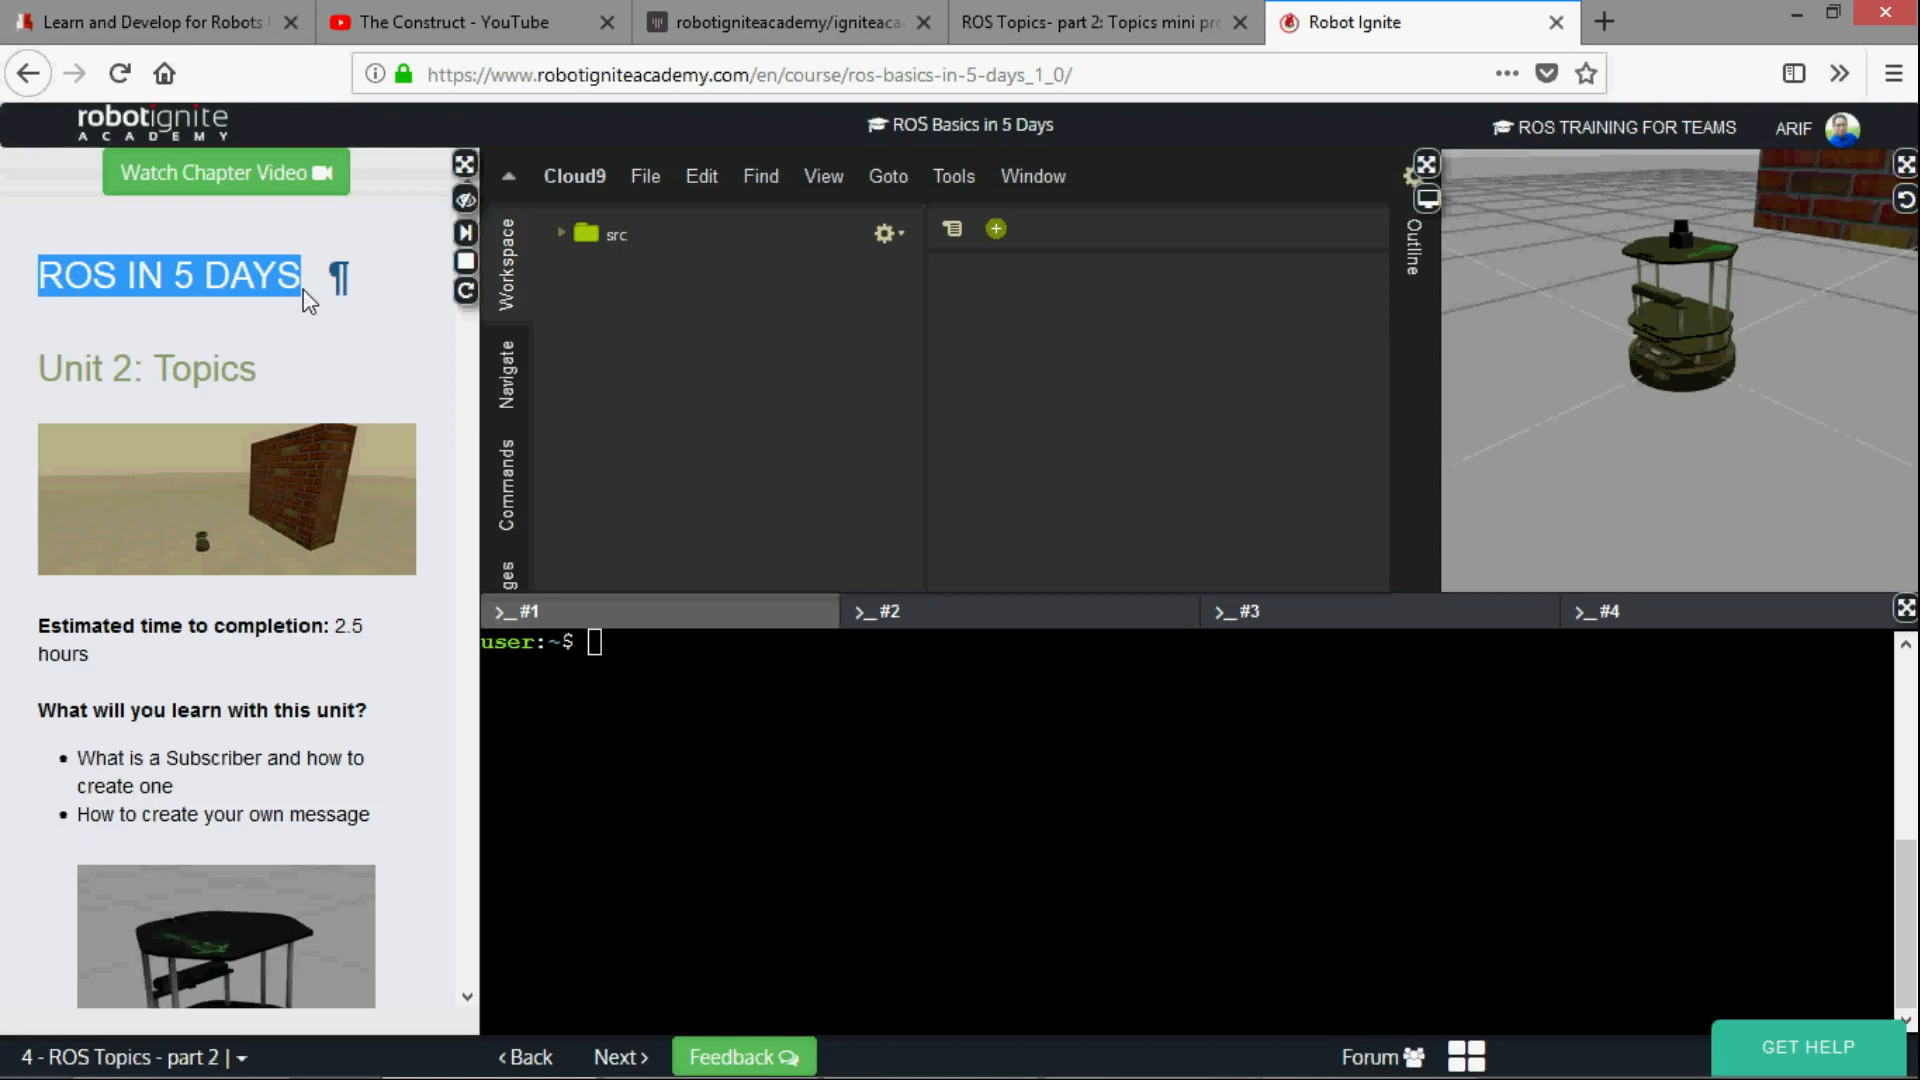 Learn and Develop for Robots
The Construct - YouTube
robotigniteacademy/igniteaca
ROS Topics- part 2: Topics mini pro
Robot Ignite
https://www.robotigniteacademy.com/en/course/ros-basics-in-5-days_1_0/
robotignite
ACADEMY
ROS Basics in 5 Days
ROS TRAINING FOR TEAMS
ARIF
Watch Chapter Video
ROS IN 5 DAYS ¶
Unit 2: Topics
Estimated time to completion: 2.5
hours
What will you learn with this unit?
• What is a Subscriber and how to
create one
• How to create your own message
Cloud9 File Edit Find View Goto Tools Window
Workspace
Navigate
Commands
ges
src
Outline
>_ #1
>_ #2
>_ #3
>_ #4
user:~$
4 - ROS Topics - part 2 |
‹ Back
Next ›
Feedback
Forum
GET HELP